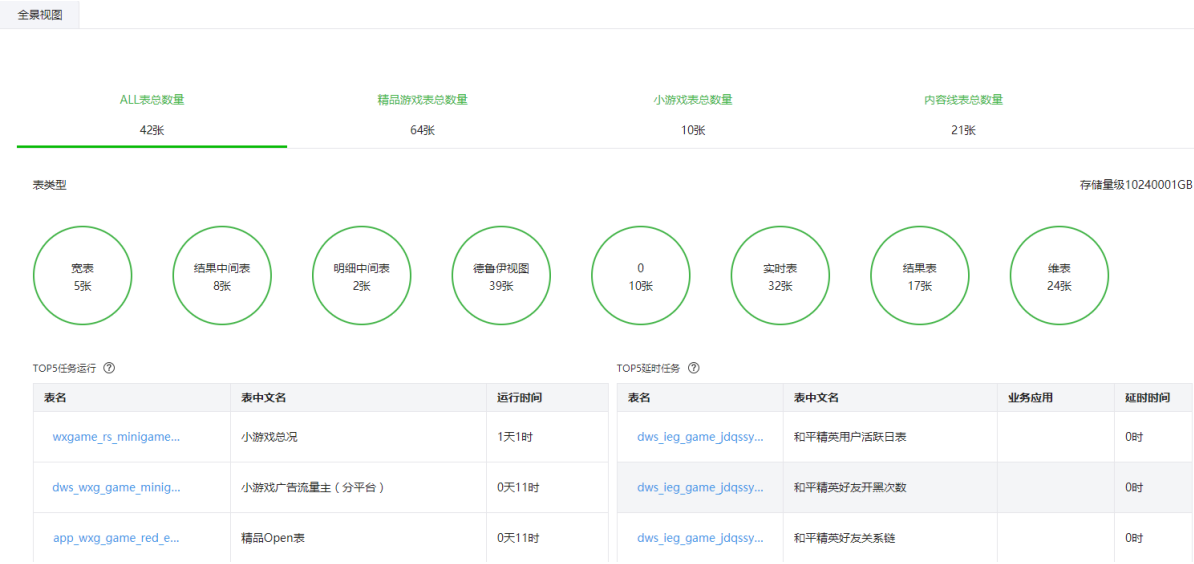 全景视图
ALL表总数量 精品游戏表总数量 小游戏表总数量 内容线表总数量
42张 64张 10张 21张
表类型 存储量级10240001GB
宽表 结果中间表 明细中间表 德鲁伊视图 0 实时表 结果表 维表
5张 8张 2张 39张 10张 32张 17张 24张
TOP5任务运行 ? TOP5延时任务 ?
表名 表中文名 运行时间 表名 表中文名 业务应用 延时时间
wxgame_rs_minigame... 小游戏总况 1天1时 dws_ieg_game_jdqssy... 和平精英用户活跃日表 0时
dws_wxg_game_minig... 小游戏广告流量主（分平台） 0天11时 dws_ieg_game_jdqssy... 和平精英好友开黑次数 0时
app_wxg_game_red_e... 精品Open表 0天11时 dws_ieg_game_jdqssy... 和平精英好友关系链 0时